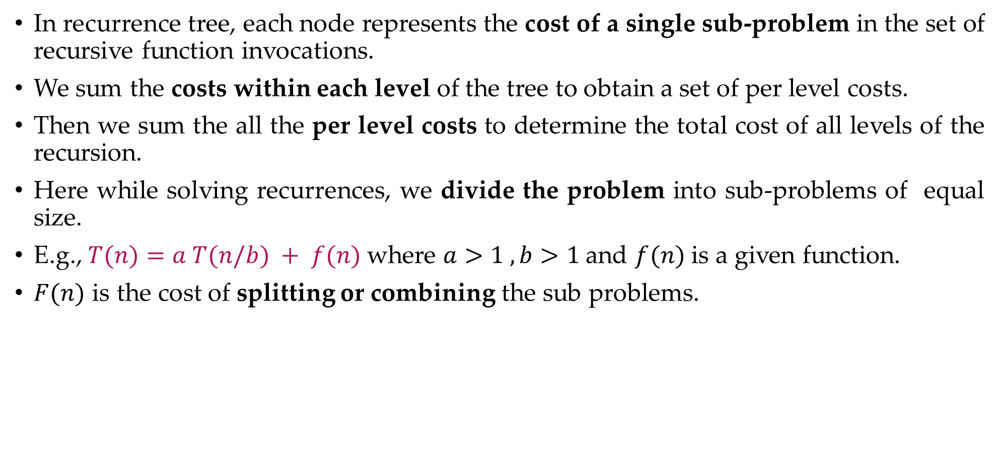 • In recurrence tree, each node represents the cost of a single sub-problem in the set of
recursive function invocations.
• We sum the costs within each level of the tree to obtain a set of per level costs.
• Then we sum the all the per level costs to determine the total cost of all levels of the
recursion.
• Here while solving recurrences, we divide the problem into sub-problems of equal
size.
• E.g., T(n) = a T(n/b) + f(n) where a > 1 , b > 1 and f(n) is a given function.
• F(n) is the cost of splitting or combining the sub problems.